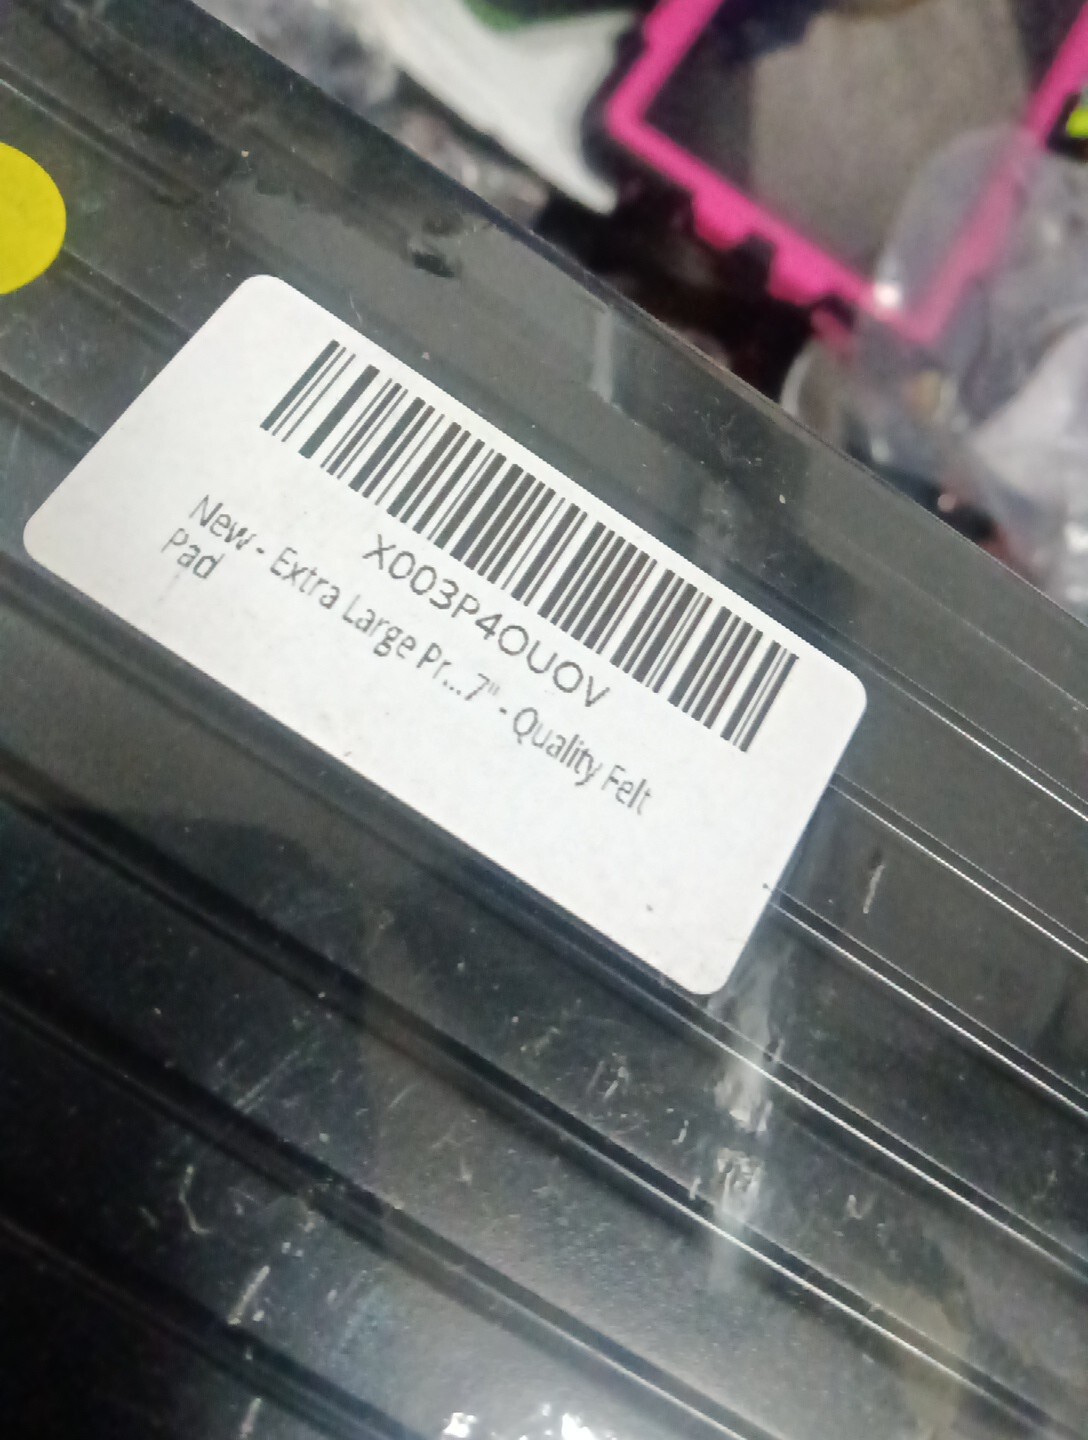 X003P4OUOV
New - Extra Large Pr...7" - Quality Felt
Pad